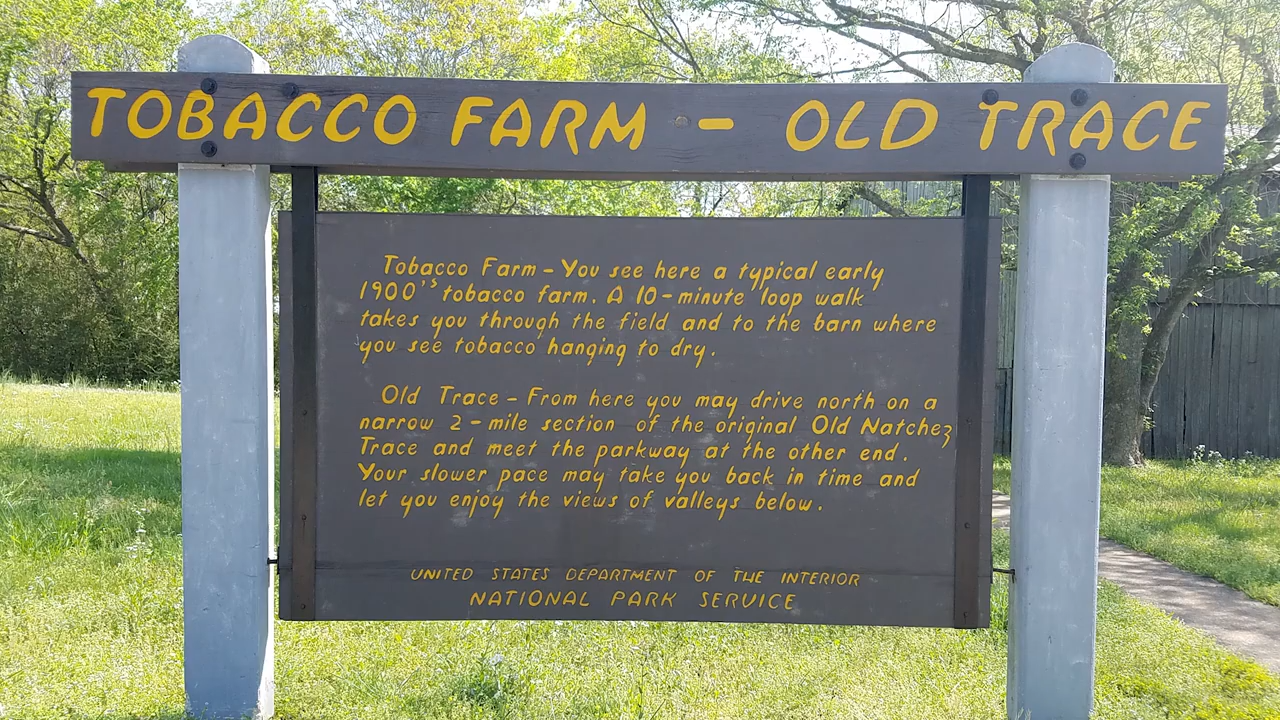 TOBACCO FARM - OLD TRACE
Tobacco Farm - You see here a typical early
1900's tobacco farm. A 10-minute loop walk
takes you through the field and to the barn where
you see tobacco hanging to dry.
Old Trace - From here you may drive north on a
narrow 2-mile section of the original Old Natchez
Trace and meet the parkway at the other end.
Your slower pace may take you back in time and
let you enjoy the views of valleys below.
UNITED STATES DEPARTMENT OF THE INTERIOR
NATIONAL PARK SERVICE